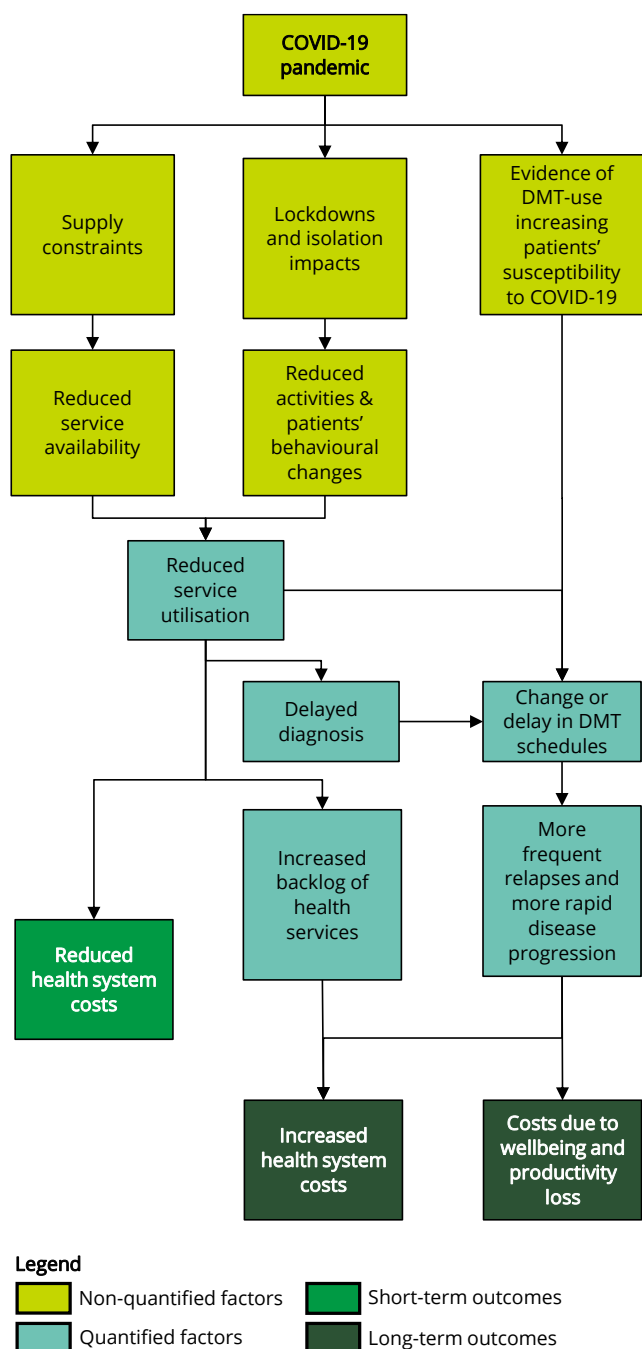 COVID-19
pandemic
Supply
constraints
Lockdowns
and isolation
impacts
Evidence of
DMT-use
increasing
patients’
susceptibility
to COVID-19
Reduced
service
availability
Reduced
activities &
patients’
behavioural
changes
Reduced
service
utilisation
Delayed
diagnosis
Change or
delay in DMT
schedules
Increased
backlog of
health
services
More
frequent
relapses and
more rapid
disease
progression
Reduced
health system
costs
Increased
health system
costs
Costs due to
wellbeing and
productivity
loss
Legend
Non-quantified factors
Short-term outcomes
Quantified factors
Long-term outcomes